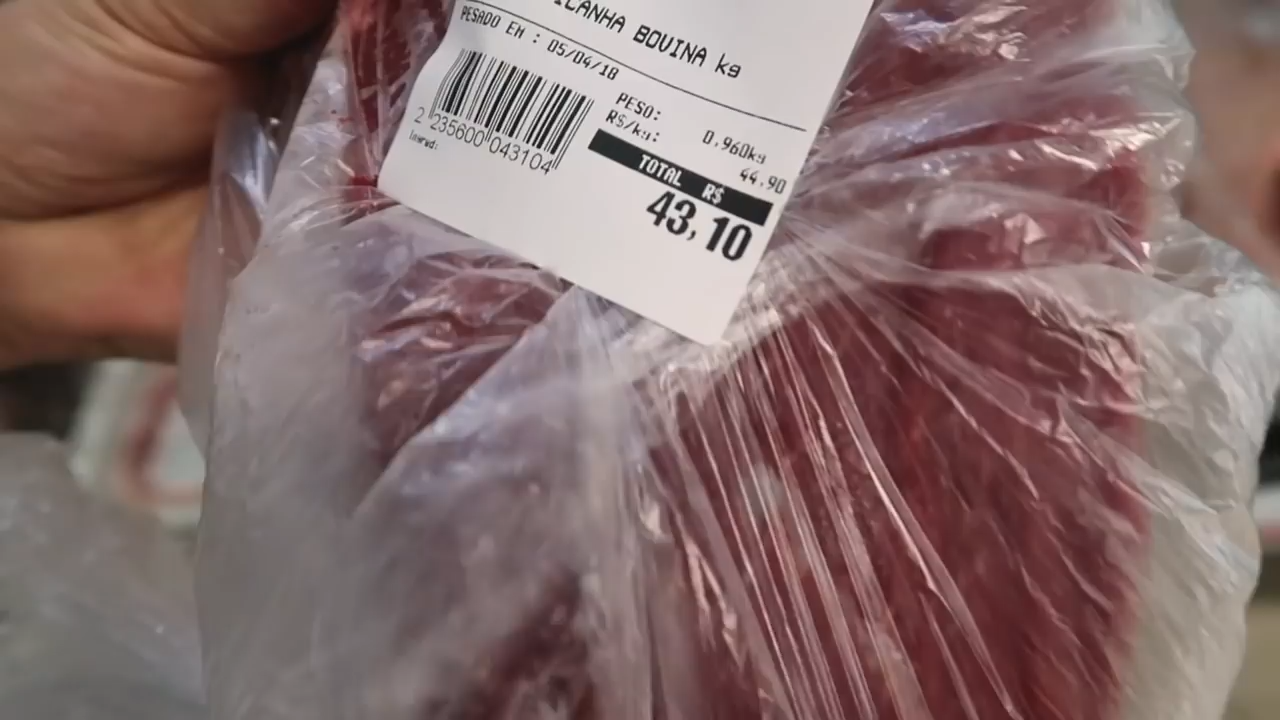 ICANHA BOVINA kg
PESADO EM : 05/04/18
PESO: 0,960kg
R$/kg: 44,90
TOTAL R$
43,10
2 235600 043104